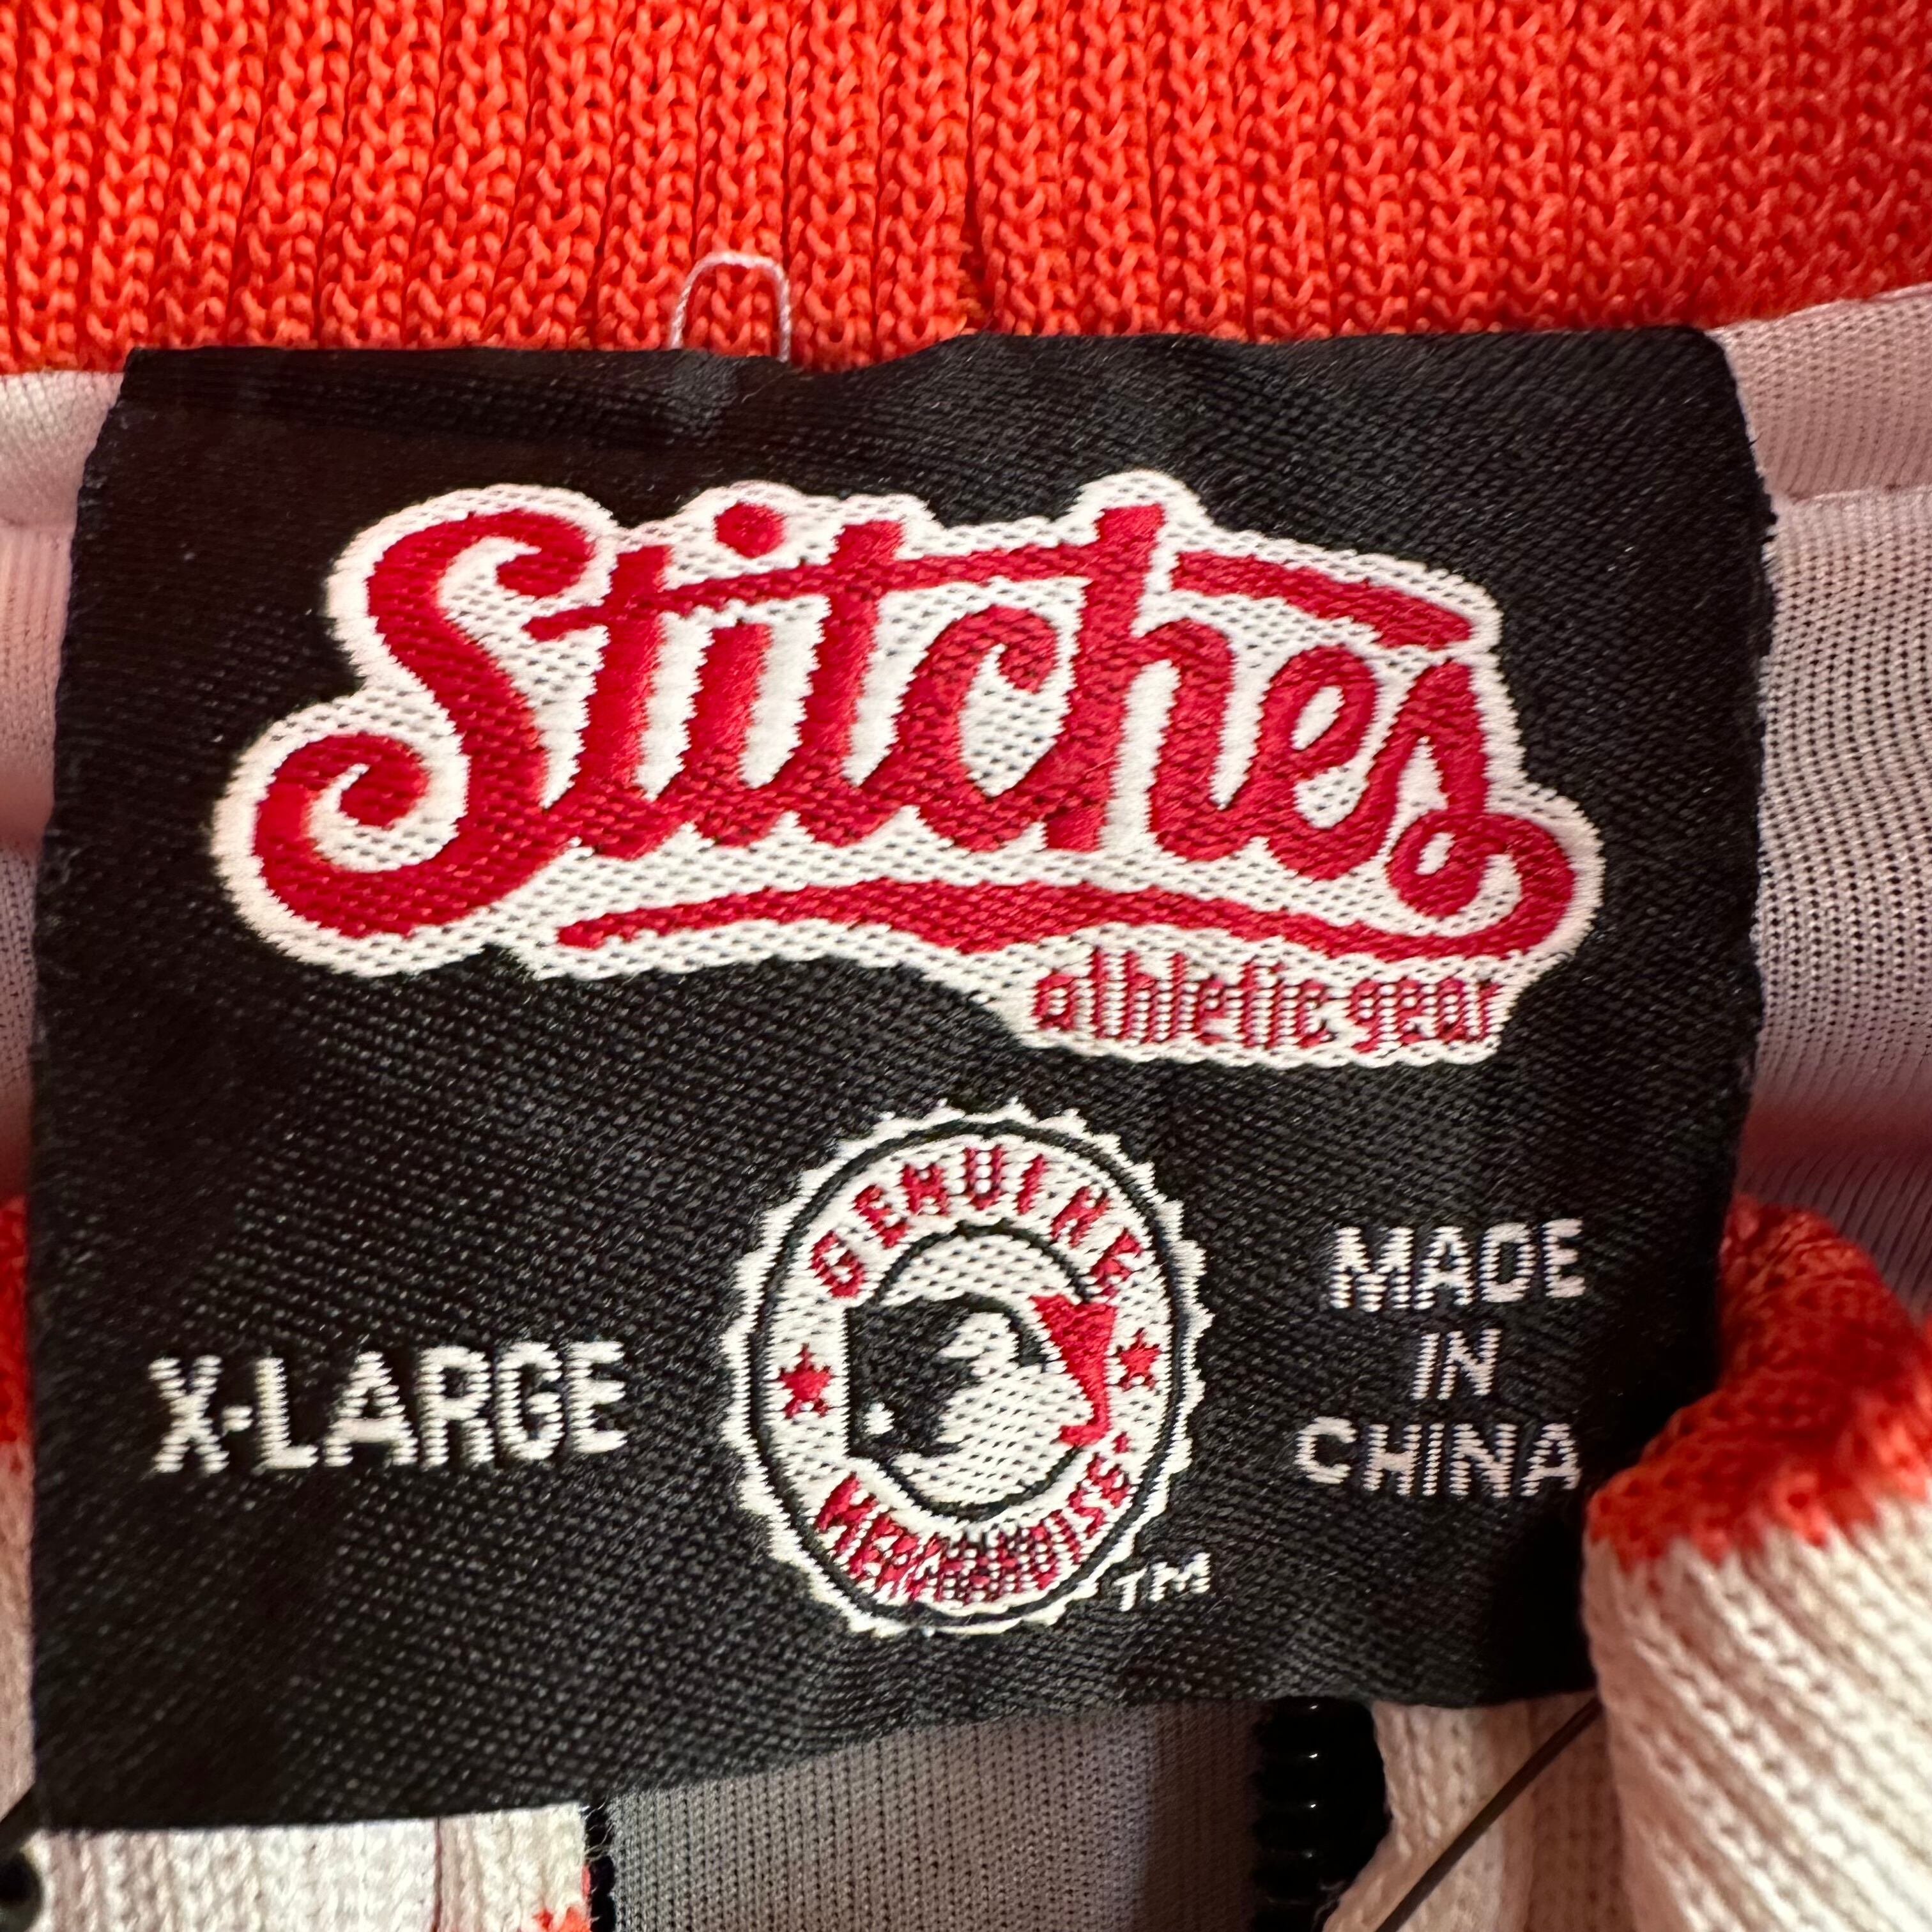 Stitches
athletic gear
GENUINE
MERCHANDISE
X-LARGE
MADE
IN
CHINA
TM